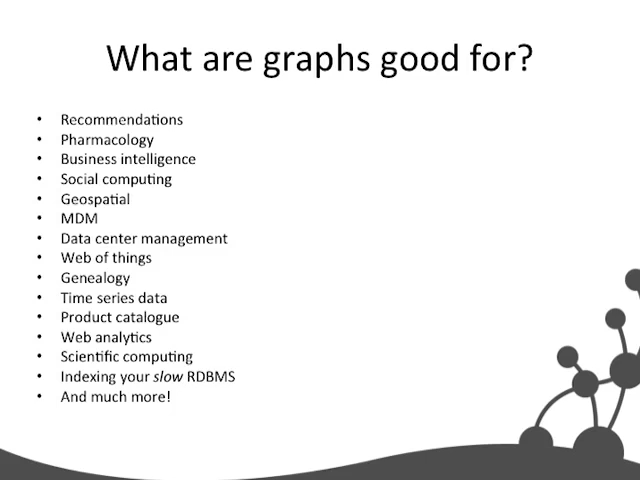 What are graphs good for?
• Recommendations
• Pharmacology
• Business intelligence
• Social computing
• Geospatial
• MDM
• Data center management
• Web of things
• Genealogy
• Time series data
• Product catalogue
• Web analytics
• Scientific computing
• Indexing your slow RDBMS
• And much more!